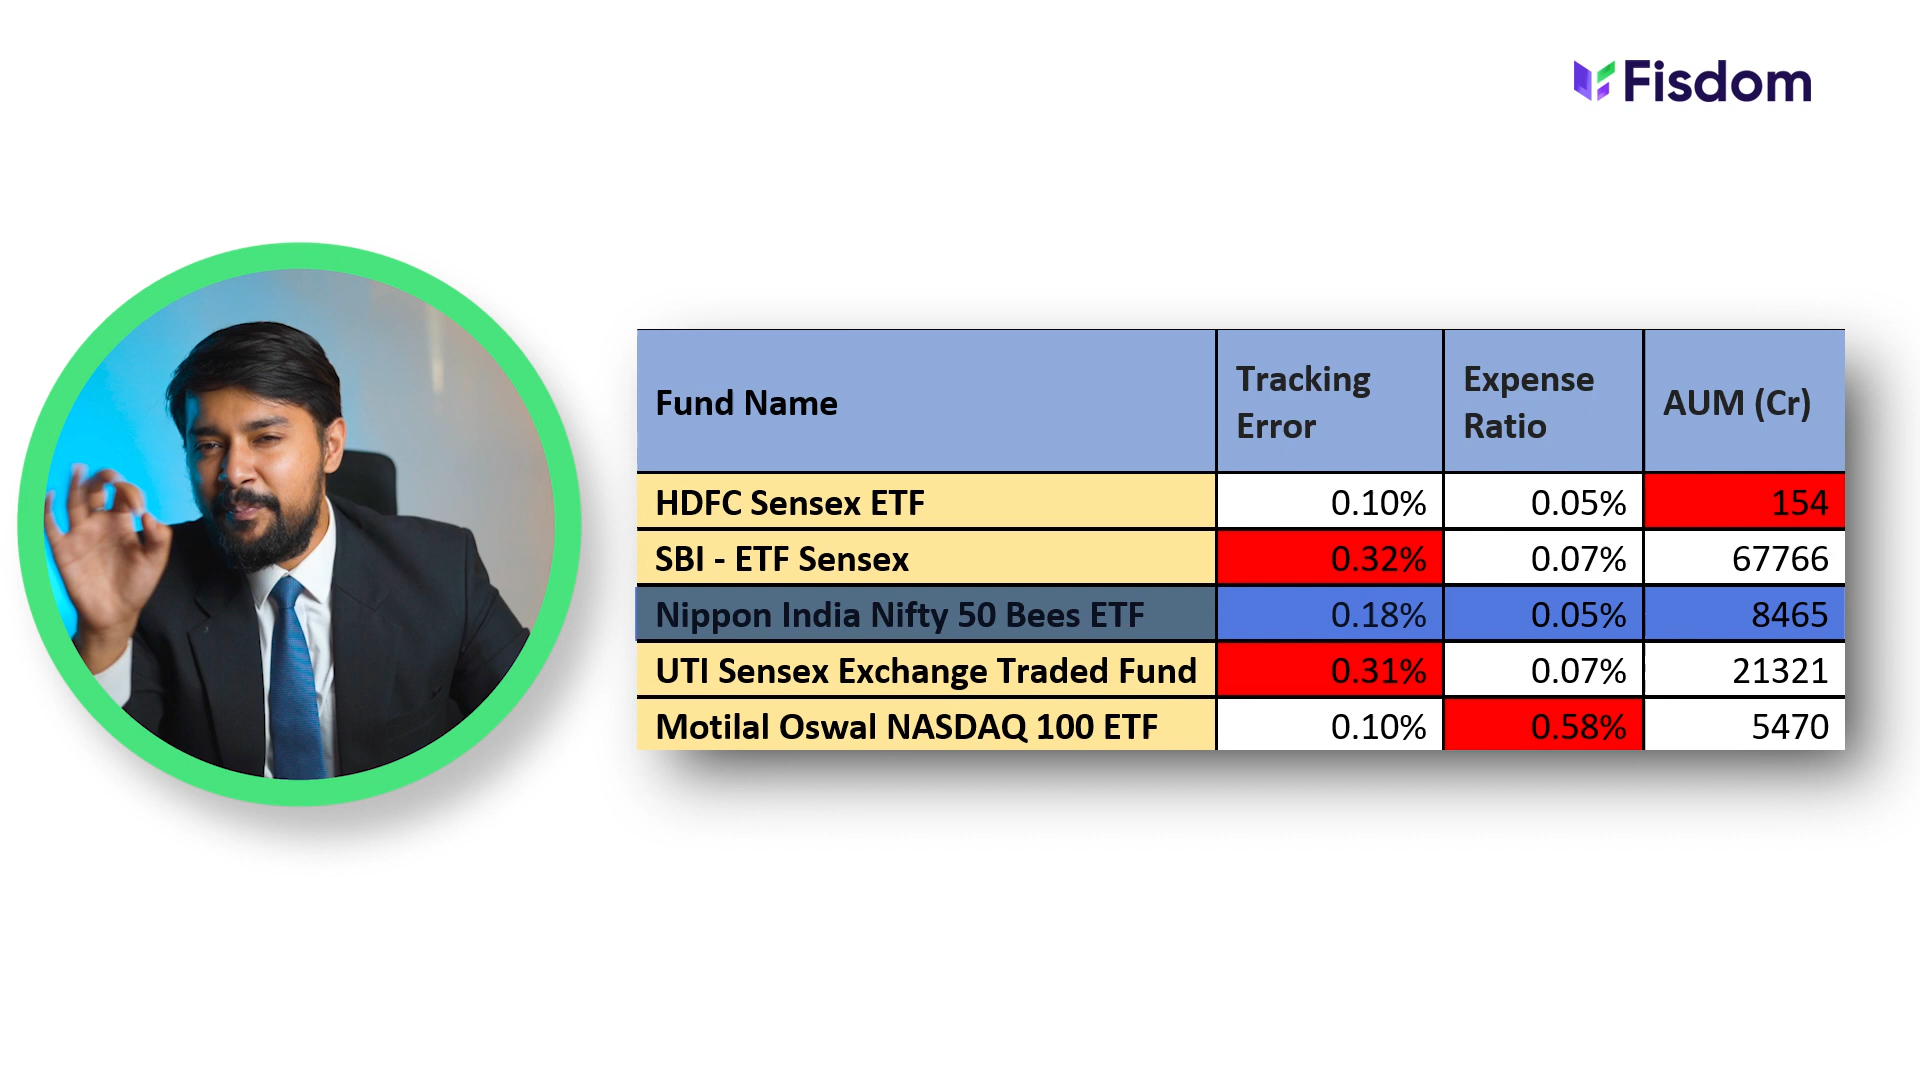 Fisdom
Fund Name Tracking Error Expense Ratio AUM (Cr)
HDFC Sensex ETF 0.10% 0.05% 154
SBI - ETF Sensex 0.32% 0.07% 67766
Nippon India Nifty 50 Bees ETF 0.18% 0.05% 8465
UTI Sensex Exchange Traded Fund 0.31% 0.07% 21321
Motilal Oswal NASDAQ 100 ETF 0.10% 0.58% 5470